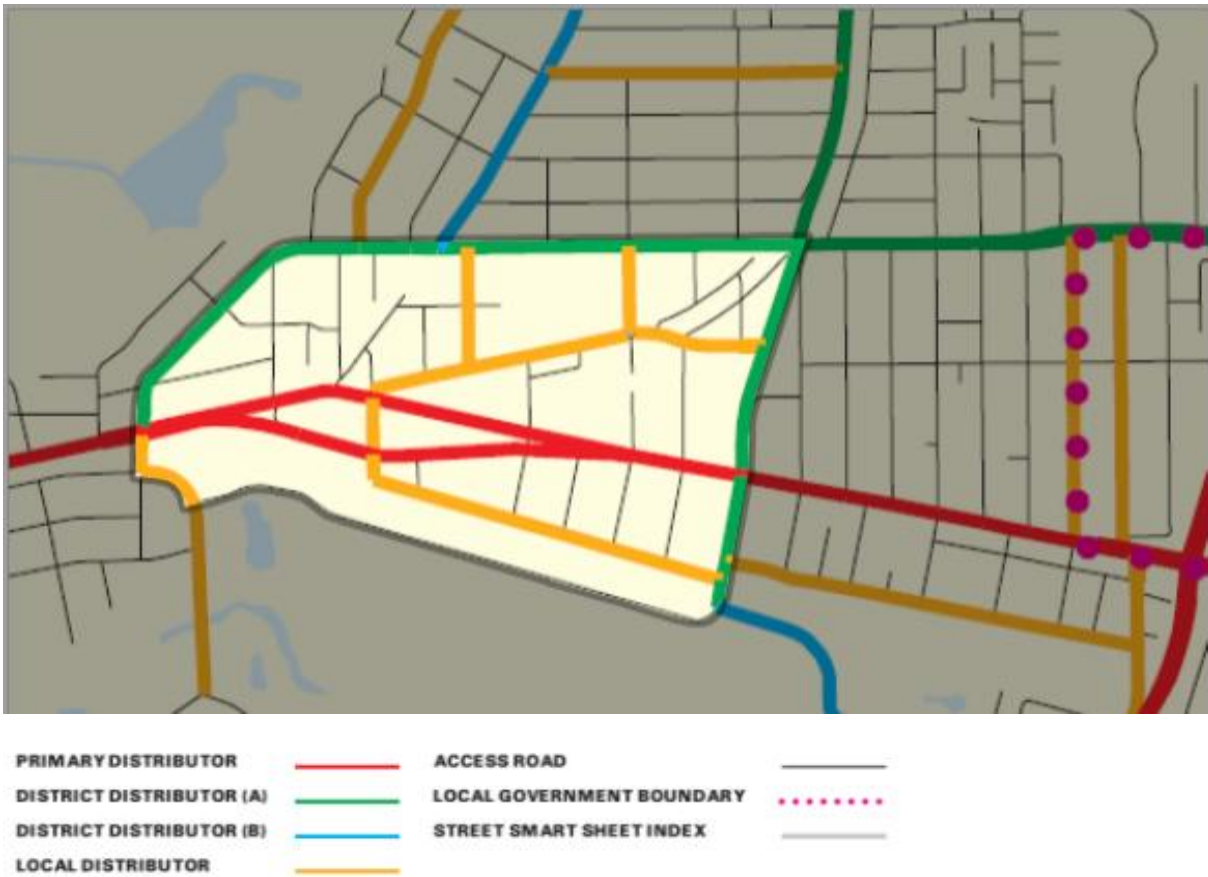 PRIMARY DISTRIBUTOR
DISTRICT DISTRIBUTOR (A)
DISTRICT DISTRIBUTOR (B)
LOCAL DISTRIBUTOR
ACCESS ROAD
LOCAL GOVERNMENT BOUNDARY
STREET SMART SHEET INDEX